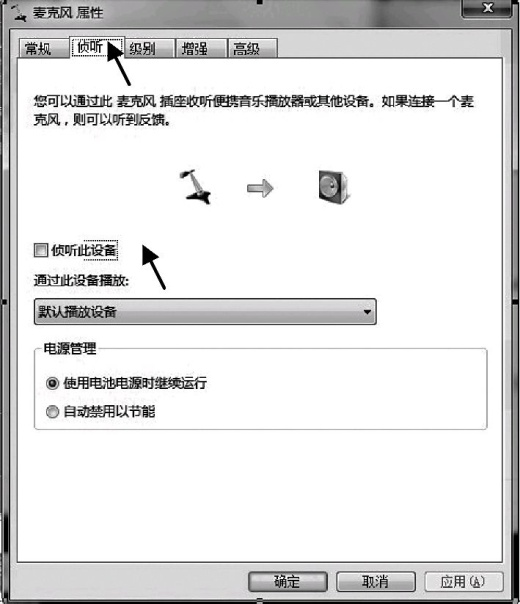 麦克风 属性
常规 侦听 级别 增强 高级
您可以通过此 麦克风 插座收听便携音乐播放器或其他设备。如果连接一个麦
克风，则可以听到反馈。
侦听此设备
通过此设备播放:
默认播放设备
电源管理
使用电池电源时继续运行
自动禁用以节能
确定 取消 应用(A)